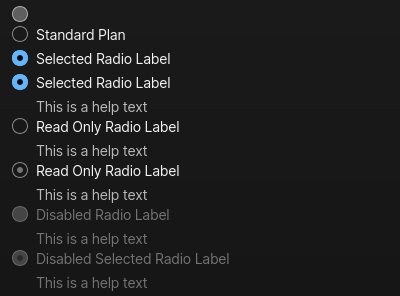 Standard Plan
Selected Radio Label
Selected Radio Label
This is a help text
Read Only Radio Label
This is a help text
Read Only Radio Label
This is a help text
Disabled Radio Label
This is a help text
Disabled Selected Radio Label
This is a help text